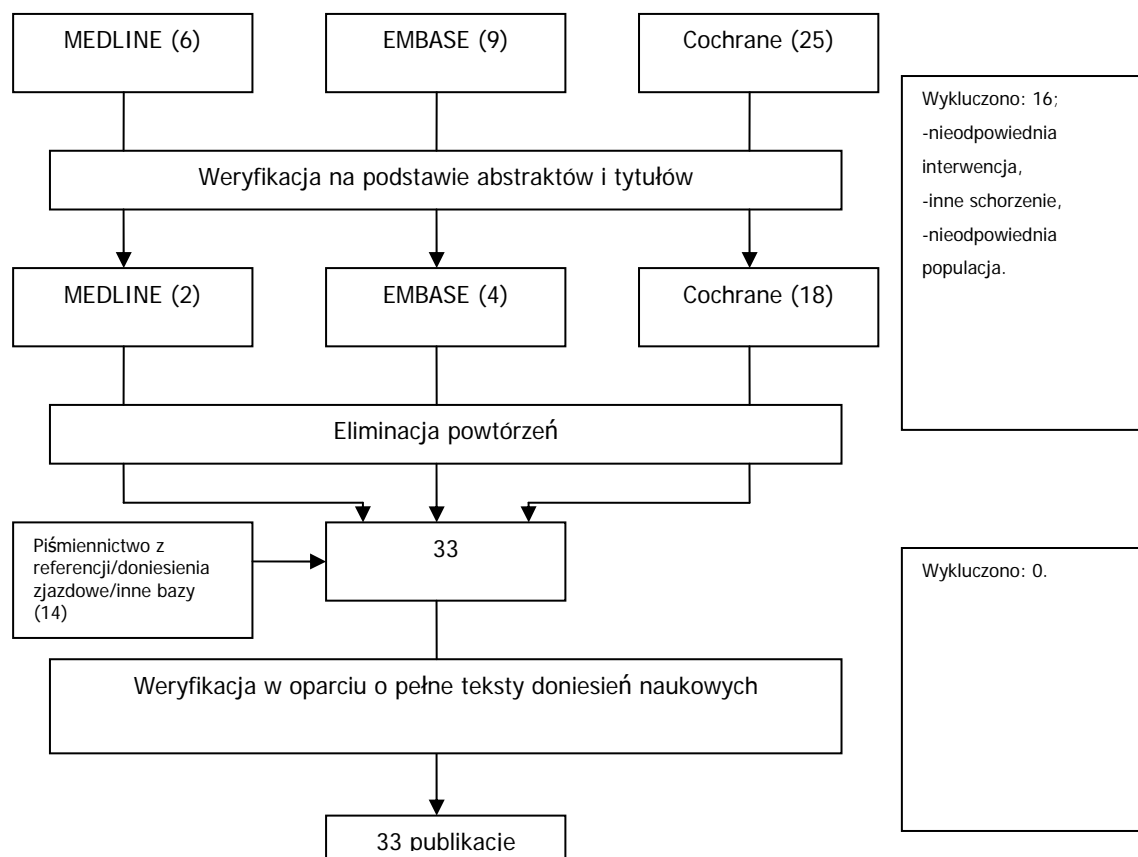 MEDLINE (6)
EMBASE (9)
Cochrane (25)
Wykluczono: 16;
-nieodpowiednia
interwencja,
-inne schorzenie,
-nieodpowiednia
populacja.
Weryfikacja na podstawie abstraktów i tytułów
MEDLINE (2)
EMBASE (4)
Cochrane (18)
Eliminacja powtórzeń
Piśmiennictwo z
referencji/doniesienia
zjazdowe/inne bazy
(14)
33
Wykluczono: 0.
Weryfikacja w oparciu o pełne teksty doniesień naukowych
33 publikacje